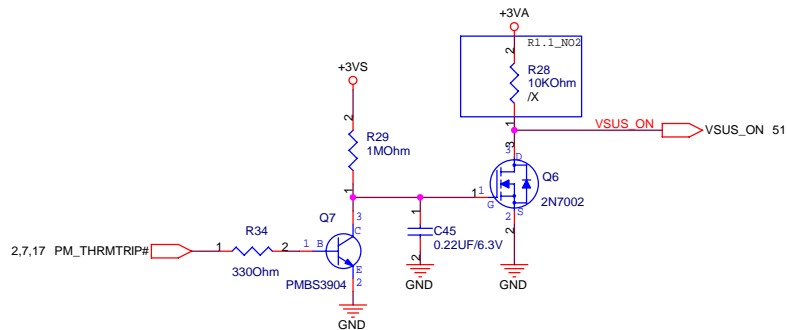 +3VA
R1.1_NO2
2
R28
10KOhm
/X
1
+3VS
2
R29
1MOhm
1
VSUS_ON
VSUS_ON 51
3
3
D
Q6
1
1
G
S
2N7002
2
2
GND
Q7
3
C
1
C45
0.22UF/6.3V
2
GND
2,7,17 PM_THRMTRIP#
1
R34
2
330Ohm
1
B
E
2
PMBS3904
GND